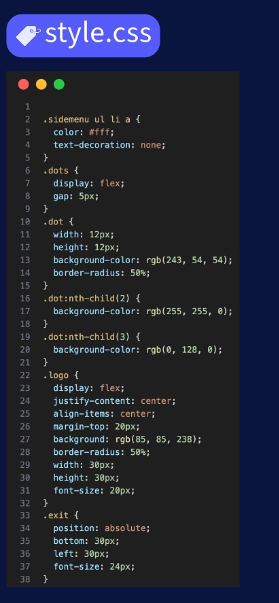 style.css
1
2 .sidemenu ul li a {
3 color: #fff;
4 text-decoration: none;
5 }
6 .dots {
7 display: flex;
8 gap: 5px;
9 }
10 .dot {
11 width: 12px;
12 height: 12px;
13 background-color: rgb(243, 54, 54);
14 border-radius: 50%;
15 }
16 .dot:nth-child(2) {
17 background-color: rgb(255, 255, 0);
18 }
19 .dot:nth-child(3) {
20 background-color: rgb(0, 128, 0);
21 }
22 .logo {
23 display: flex;
24 justify-content: center;
25 align-items: center;
26 margin-top: 20px;
27 background: rgb(85, 85, 238);
28 border-radius: 50%;
29 width: 30px;
30 height: 30px;
31 font-size: 20px;
32 }
33 .exit {
34 position: absolute;
35 bottom: 30px;
36 left: 30px;
37 font-size: 24px;
38 }